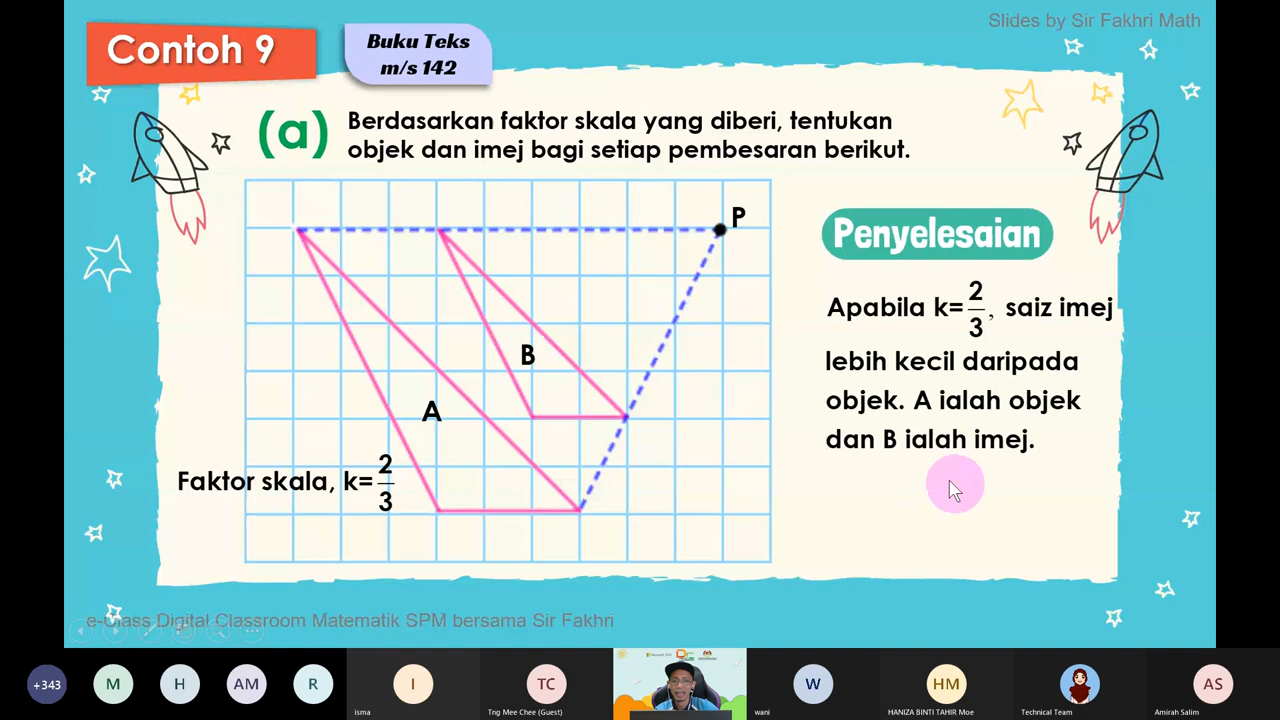 Slides by Sir Fakhri Math
Contoh 9
Buku Teks
m/s 142
(a)
Berdasarkan faktor skala yang diberi, tentukan
objek dan imej bagi setiap pembesaran berikut.
P
B
A
Faktor skala, k=2/3
Penyelesaian
Apabila k=2/3, saiz imej
lebih kecil daripada
objek. A ialah objek
dan B ialah imej.
e-Class Digital Classroom Matematik SPM bersama Sir Fakhri
+343
M
H
AM
R
I
isma
TC
Tng Mee Chee (Guest)
W
wani
HM
HANIZA BINTI TAHIR Moe
Technical Team
AS
Amirah Salim